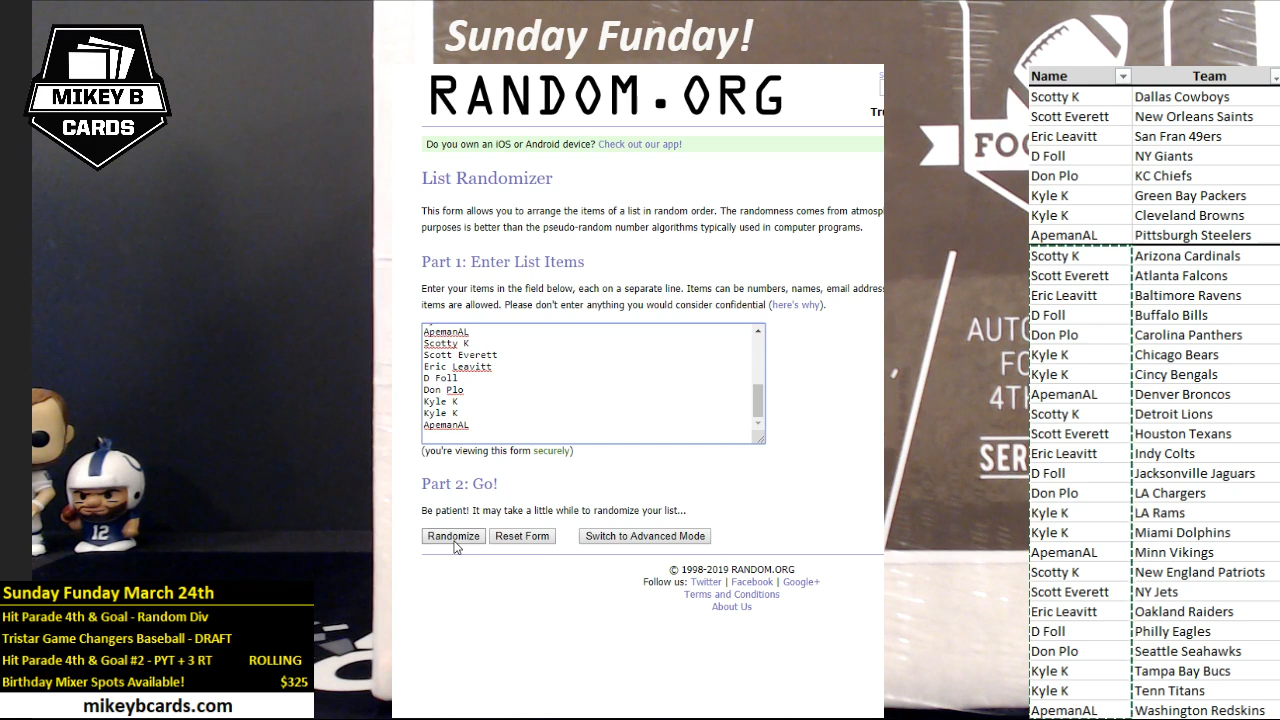 Sunday Funday!
MIKEY B
CARDS
RANDOM.ORG
Tru
Do you own an iOS or Android device? Check out our app!
List Randomizer
This form allows you to arrange the items of a list in random order. The randomness comes from atmosph
purposes is better than the pseudo-random number algorithms typically used in computer programs.
Part 1: Enter List Items
Enter your items in the field below, each on a separate line. Items can be numbers, names, email address
items are allowed. Please don't enter anything you would consider confidential (here's why).
ApemanAL
Scotty K
Scott Everett
Eric Leavitt
D Foll
Don Plo
Kyle K
Kyle K
ApemanAL
(you're viewing this form securely)
Part 2: Go!
Be patient! It may take a little while to randomize your list...
Randomize Reset Form Switch to Advanced Mode
© 1998-2019 RANDOM.ORG
Follow us: Twitter | Facebook | Google+
Terms and Conditions
About Us
FOO
AUTO
FO
4TH
SER
12
Name Team
Scotty K Dallas Cowboys
Scott Everett New Orleans Saints
Eric Leavitt San Fran 49ers
D Foll NY Giants
Don Plo KC Chiefs
Kyle K Green Bay Packers
Kyle K Cleveland Browns
ApemanAL Pittsburgh Steelers
Scotty K Arizona Cardinals
Scott Everett Atlanta Falcons
Eric Leavitt Baltimore Ravens
D Foll Buffalo Bills
Don Plo Carolina Panthers
Kyle K Chicago Bears
Kyle K Cincy Bengals
ApemanAL Denver Broncos
Scotty K Detroit Lions
Scott Everett Houston Texans
Eric Leavitt Indy Colts
D Foll Jacksonville Jaguars
Don Plo LA Chargers
Kyle K LA Rams
Kyle K Miami Dolphins
ApemanAL Minn Vikings
Scotty K New England Patriots
Scott Everett NY Jets
Eric Leavitt Oakland Raiders
D Foll Philly Eagles
Don Plo Seattle Seahawks
Kyle K Tampa Bay Bucs
Kyle K Tenn Titans
ApemanAL Washington Redskins
Sunday Funday March 24th
Hit Parade 4th & Goal - Random Div
Tristar Game Changers Baseball - DRAFT
Hit Parade 4th & Goal #2 - PYT + 3 RT ROLLING
Birthday Mixer Spots Available! $325
mikeybcards.com